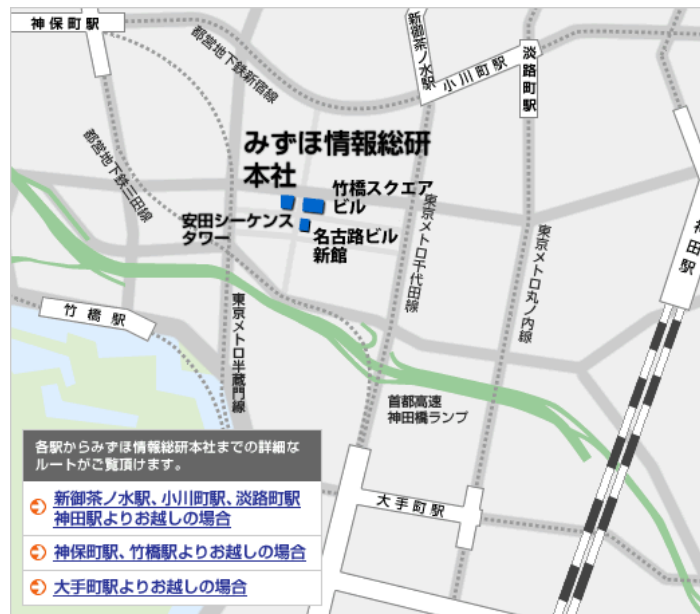 神保町駅
都営地下鉄新宿線
新御茶ノ水駅
小川町駅
淡路町駅
都営地下鉄三田線
みずほ情報総研
本社
竹橋スクエア
ビル
安田シーケンス
タワー
名古路ビル
新館
東京メトロ千代田線
東京メトロ丸ノ内線
神田駅
竹橋駅
東京メトロ半蔵門線
首都高速
神田橋ランプ
大手町駅
各駅からみずほ情報総研本社までの詳細な
ルートがご覧頂けます。
新御茶ノ水駅、小川町駅、淡路町駅
神田駅よりお越しの場合
神保町駅、竹橋駅よりお越しの場合
大手町駅よりお越しの場合